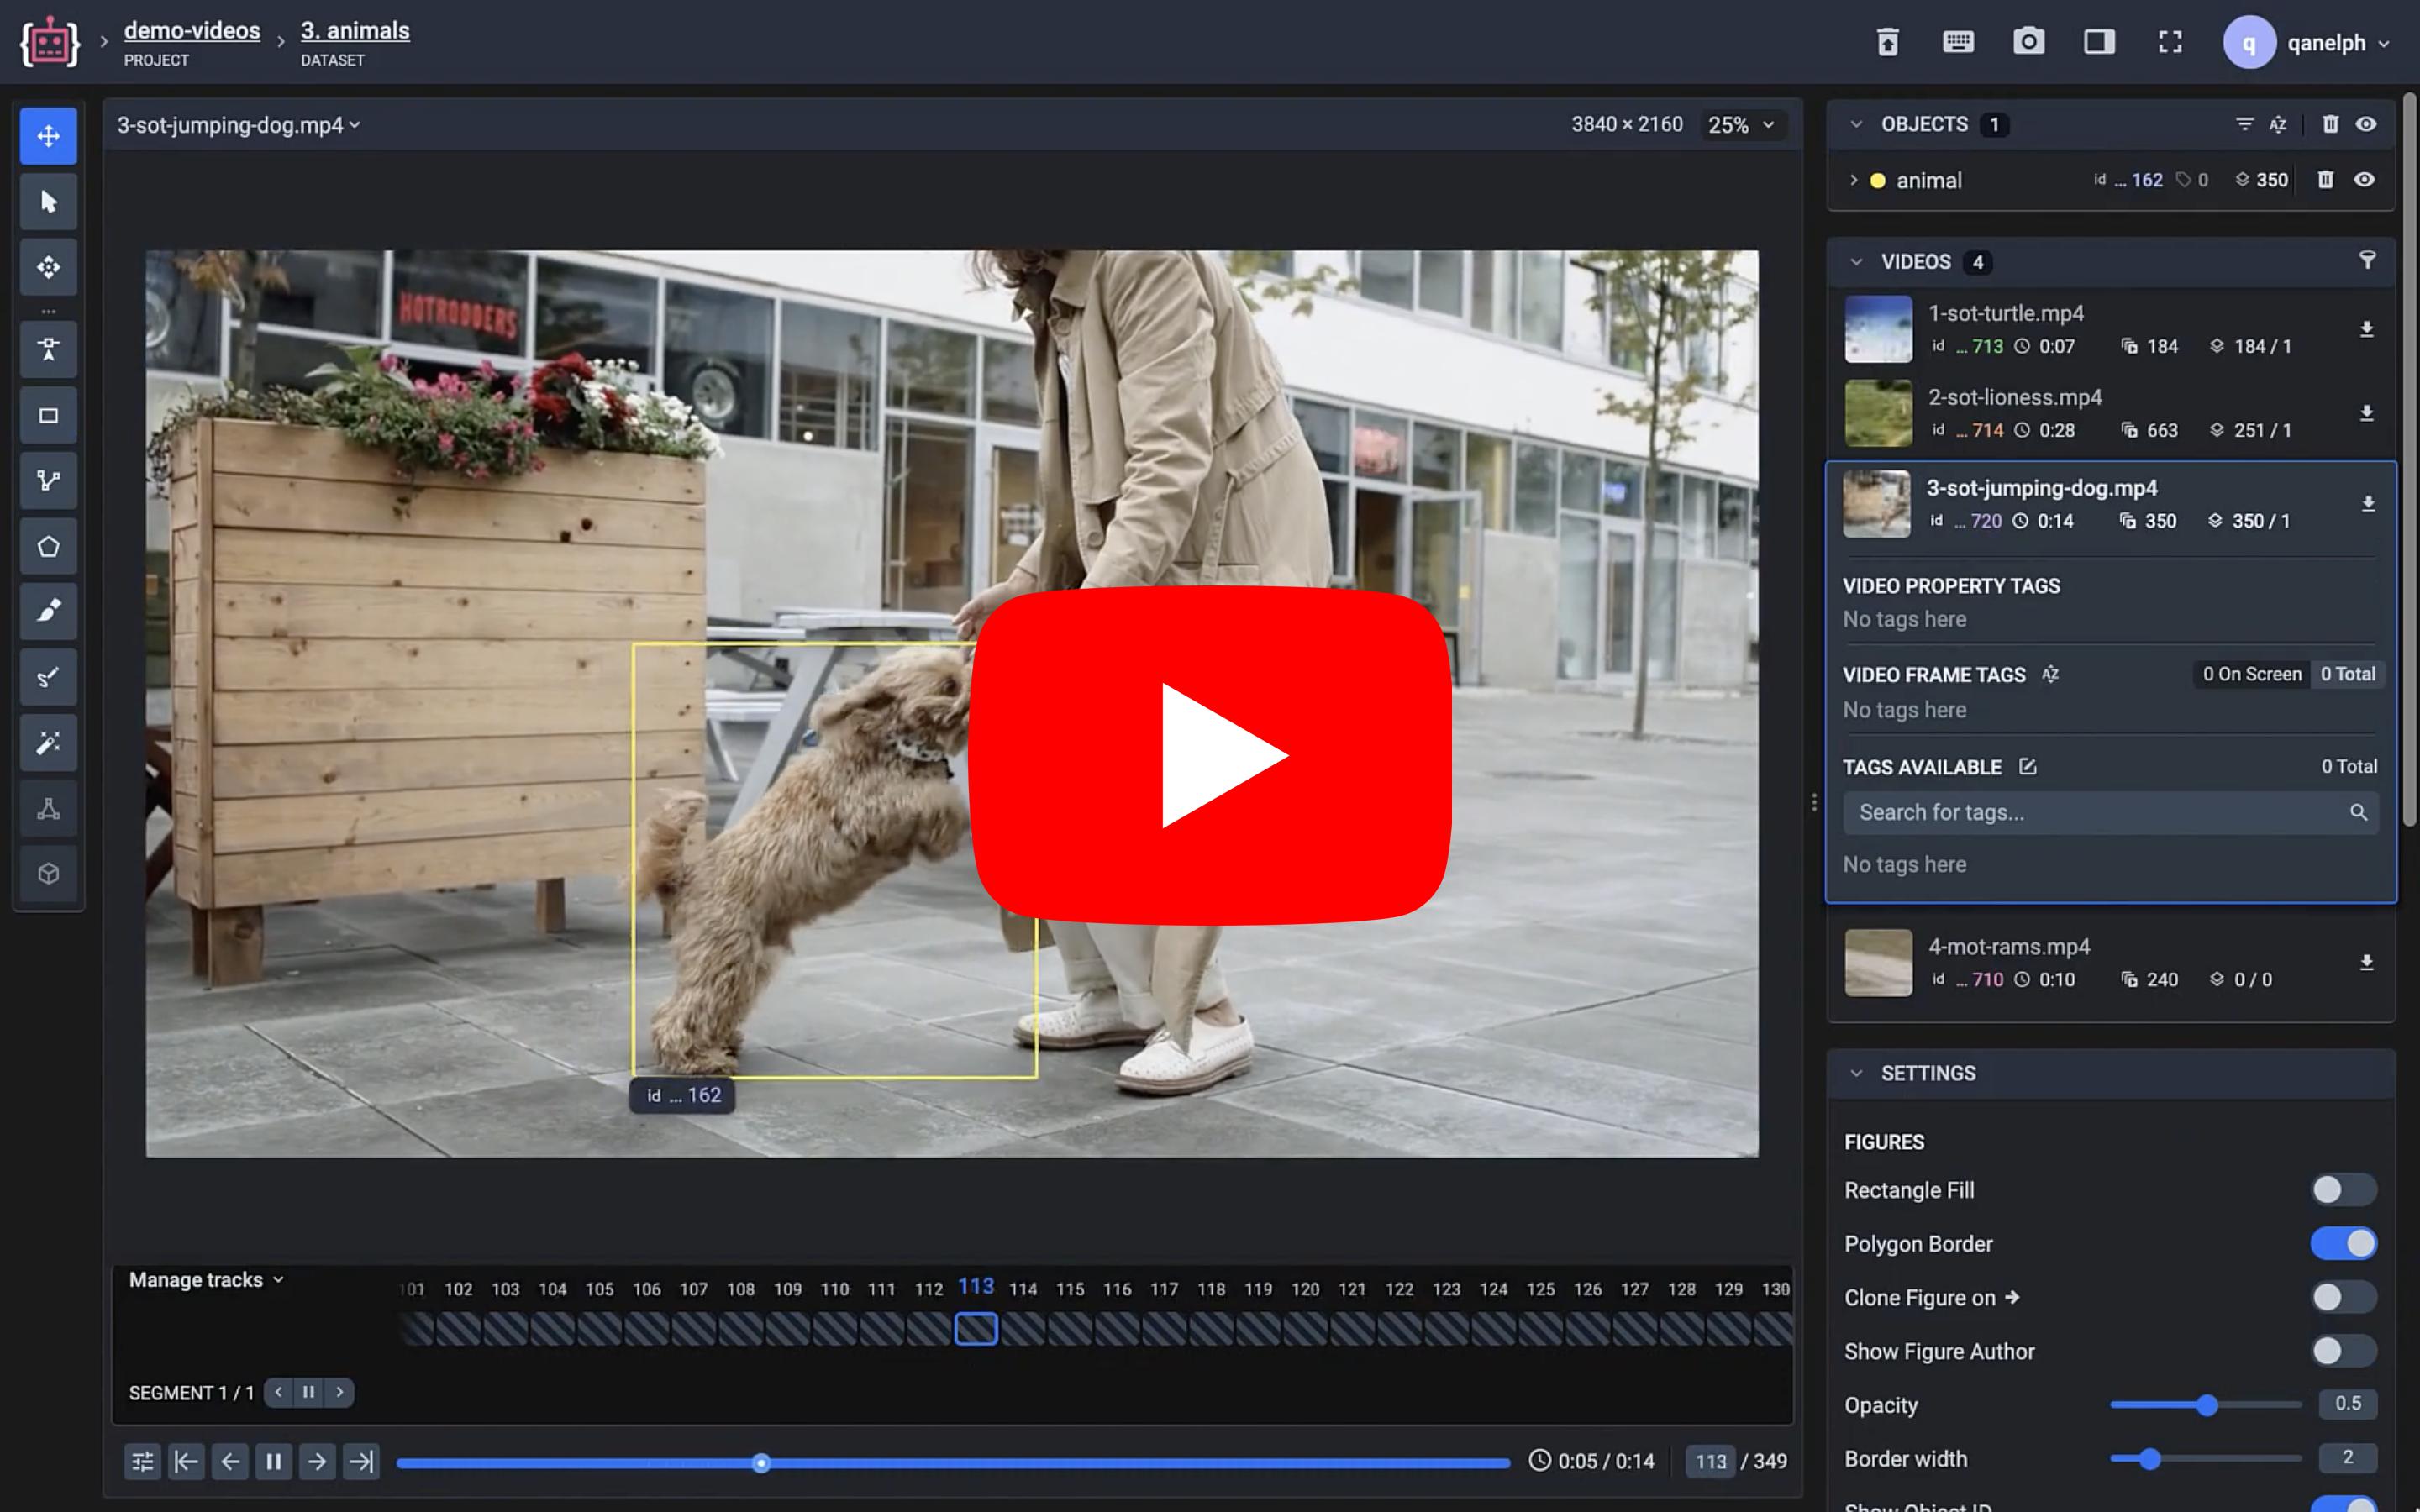 demo-videos
PROJECT
3. animals
DATASET
q
qanelph
3-sot-jumping-dog.mp4
3840 × 2160
25%
HOTRODDERS
id ... 162
OBJECTS 1
AZ
animal
id ... 162 0 350
VIDEOS 4
1-sot-turtle.mp4
id ... 713 0:07 184 184 / 1
2-sot-lioness.mp4
id ... 714 0:28 663 251 / 1
3-sot-jumping-dog.mp4
id ... 720 0:14 350 350 / 1
VIDEO PROPERTY TAGS
No tags here
VIDEO FRAME TAGS AZ 0 On Screen 0 Total
No tags here
TAGS AVAILABLE 0 Total
Search for tags...
No tags here
4-mot-rams.mp4
id ... 710 0:10 240 0 / 0
SETTINGS
FIGURES
Rectangle Fill
Polygon Border
Clone Figure on →
Show Figure Author
Opacity 0.5
Border width 2
Show Object ID
Manage tracks
101 102 103 104 105 106 107 108 109 110 111 112 113 114 115 116 117 118 119 120 121 122 123 124 125 126 127 128 129 130
SEGMENT 1 / 1
0:05 / 0:14
113 / 349